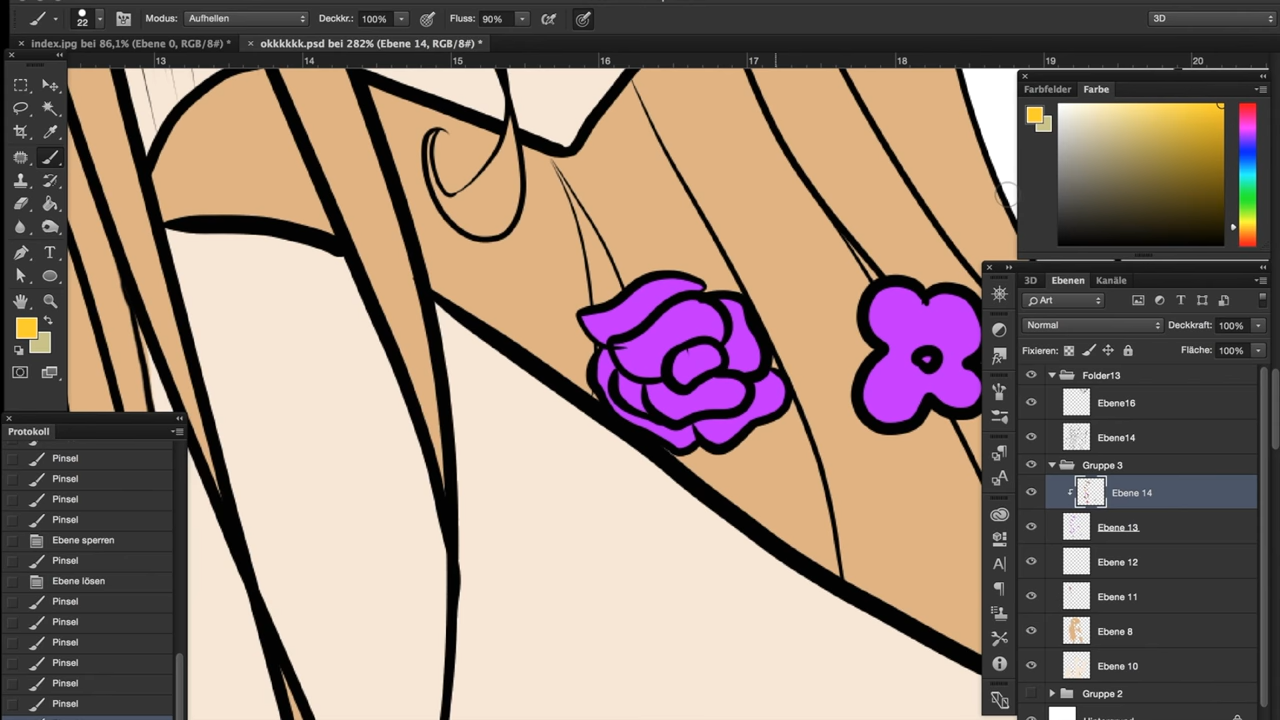 22 Modus: Aufhellen Deckkr.: 100% Fluss: 90% 3D
index.jpg bei 86,1% (Ebene 0, RGB/8#) * okkkkkk.psd bei 282% (Ebene 14, RGB/8#) *
13 14 15 16 17 18 19 20
Farbfelder Farbe
3D Ebenen Kanäle
Art
Normal Deckkraft: 100%
Fixieren: Fläche: 100%
Folder13
Ebene16
Ebene14
Gruppe 3
Ebene 14
Ebene 13
Ebene 12
Ebene 11
Ebene 8
Ebene 10
Gruppe 2
Protokoll
Pinsel
Pinsel
Pinsel
Pinsel
Ebene sperren
Pinsel
Ebene lösen
Pinsel
Pinsel
Pinsel
Pinsel
Pinsel
Pinsel